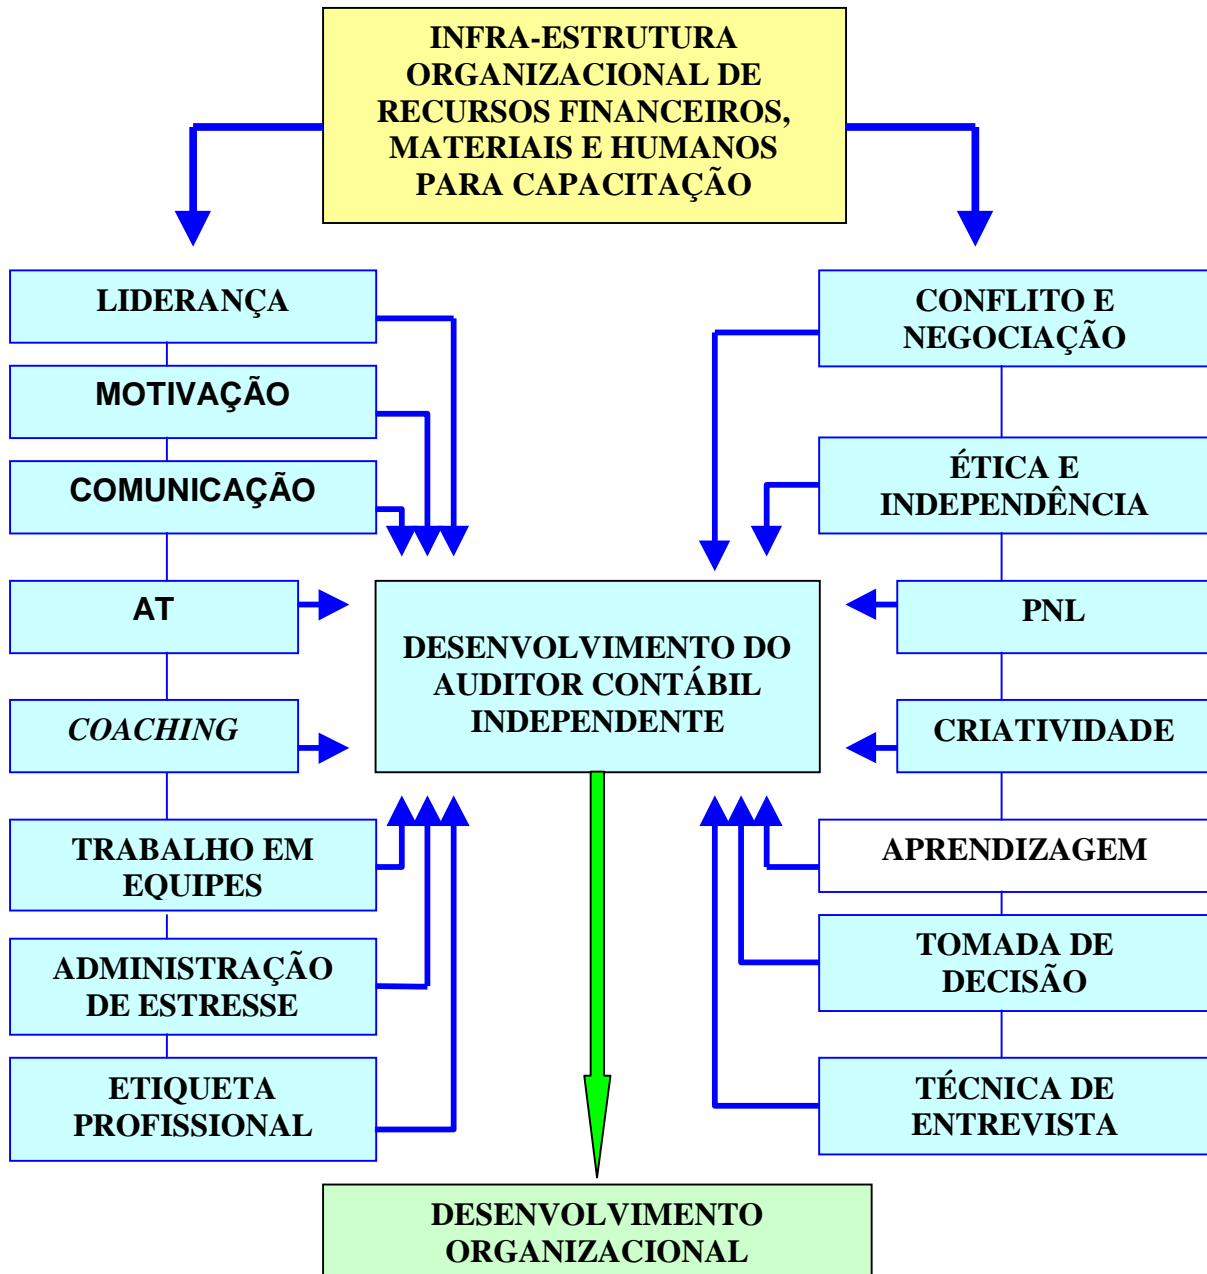 INFRA-ESTRUTURA
ORGANIZACIONAL DE
RECURSOS FINANCEIROS,
MATERIAIS E HUMANOS
PARA CAPACITAÇÃO
LIDERANÇA
MOTIVAÇÃO
COMUNICAÇÃO
AT
COACHING
TRABALHO EM
EQUIPES
ADMINISTRAÇÃO
DE ESTRESSE
ETIQUETA
PROFISSIONAL
CONFLITO E
NEGOCIAÇÃO
ÉTICA E
INDEPENDÊNCIA
PNL
CRIATIVIDADE
APRENDIZAGEM
TOMADA DE
DECISÃO
TÉCNICA DE
ENTREVISTA
DESENVOLVIMENTO DO
AUDITOR CONTÁBIL
INDEPENDENTE
DESENVOLVIMENTO
ORGANIZACIONAL